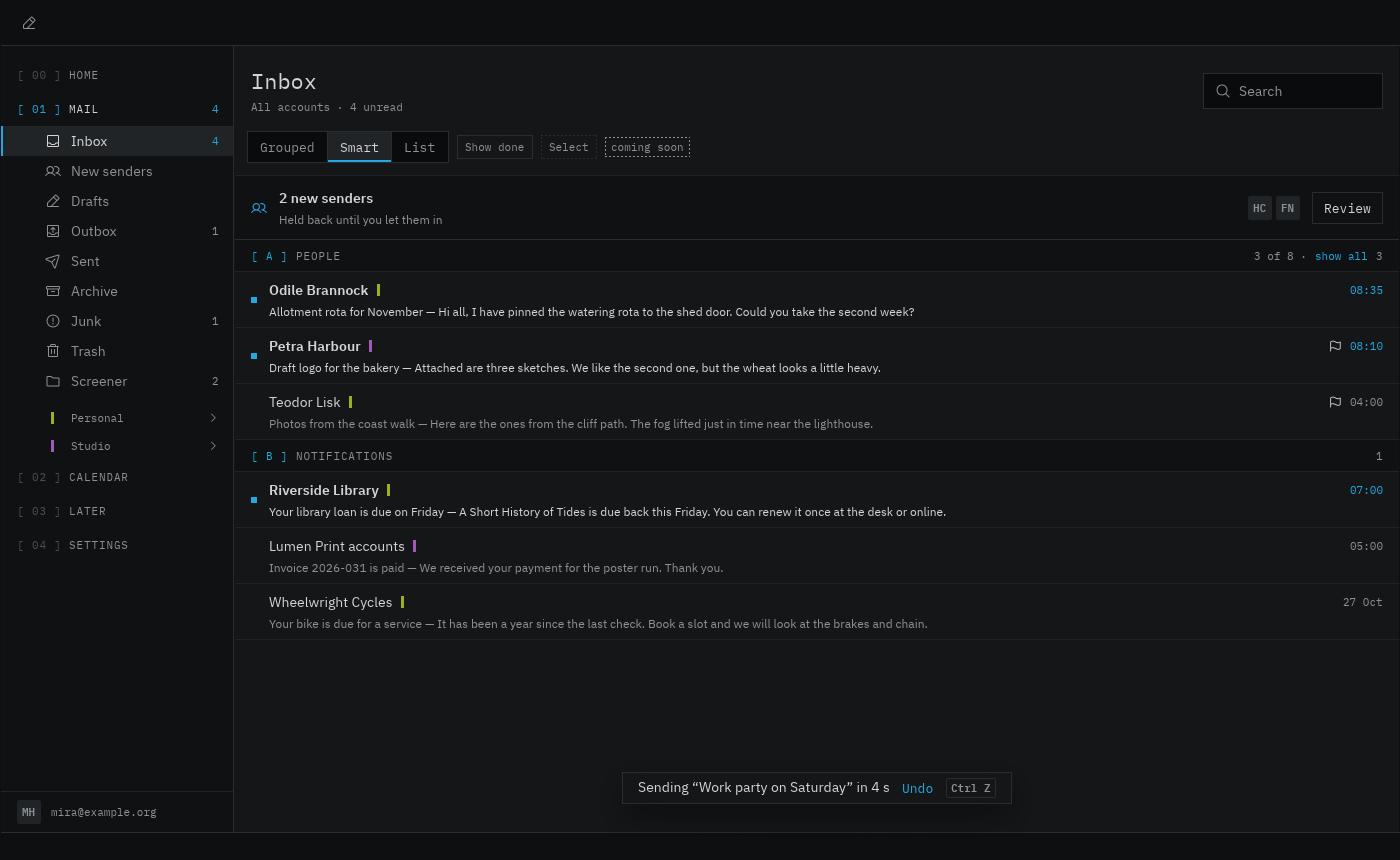 [ 00 ] HOME
[ 01 ] MAIL 4
Inbox 4
New senders
Drafts
Outbox 1
Sent
Archive
Junk 1
Trash
Screener 2
Personal
Studio
[ 02 ] CALENDAR
[ 03 ] LATER
[ 04 ] SETTINGS
MH mira@example.org
Inbox
All accounts · 4 unread
Search
Grouped Smart List Show done Select coming soon
2 new senders
Held back until you let them in
HC FN Review
[ A ] PEOPLE 3 of 8 · show all 3
Odile Brannock 08:35
Allotment rota for November — Hi all, I have pinned the watering rota to the shed door. Could you take the second week?
Petra Harbour 08:10
Draft logo for the bakery — Attached are three sketches. We like the second one, but the wheat looks a little heavy.
Teodor Lisk 04:00
Photos from the coast walk — Here are the ones from the cliff path. The fog lifted just in time near the lighthouse.
[ B ] NOTIFICATIONS 1
Riverside Library 07:00
Your library loan is due on Friday — A Short History of Tides is due back this Friday. You can renew it once at the desk or online.
Lumen Print accounts 05:00
Invoice 2026-031 is paid — We received your payment for the poster run. Thank you.
Wheelwright Cycles 27 Oct
Your bike is due for a service — It has been a year since the last check. Book a slot and we will look at the brakes and chain.
Sending “Work party on Saturday” in 4 s Undo Ctrl Z